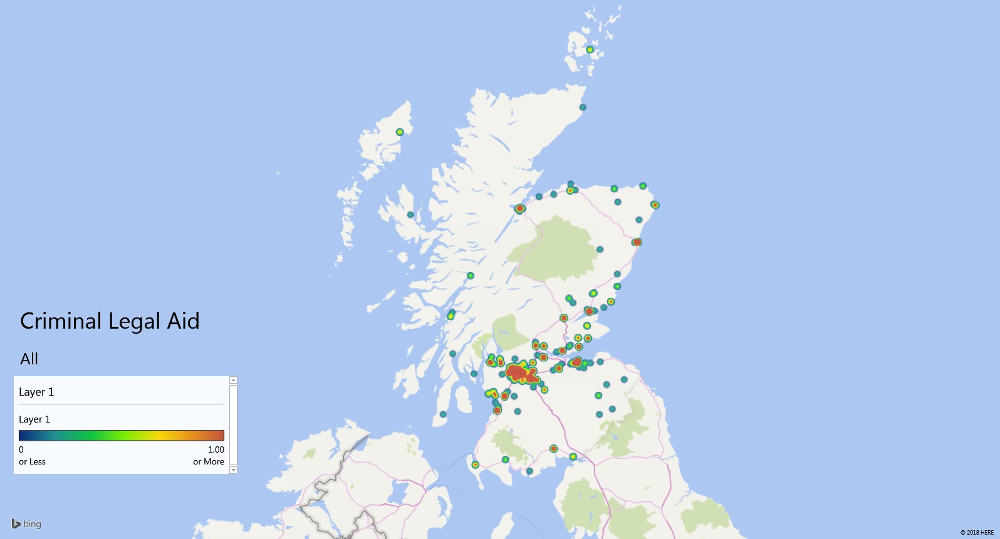 Criminal Legal Aid
All
Layer 1
Layer 1
0 1.00
or Less or More
bing
© 2018 HERE